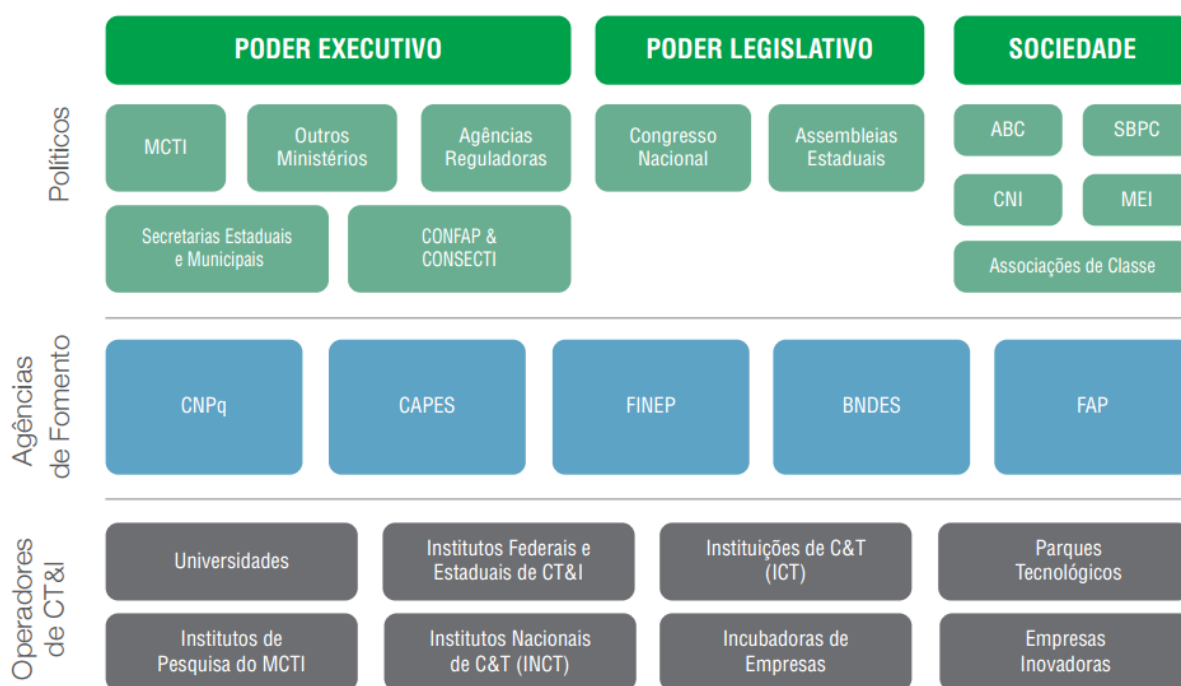 PODER EXECUTIVO
PODER LEGISLATIVO
SOCIEDADE
Políticos
MCTI
Outros
Ministérios
Agências
Reguladoras
Congresso
Nacional
Assembleias
Estaduais
ABC
SBPC
CNI
MEI
Secretarias Estaduais
e Municipais
CONFAP &
CONSECTI
Associações de Classe
Agências
de Fomento
CNPq
CAPES
FINEP
BNDES
FAP
Operadores
de CT&I
Universidades
Institutos Federais e
Estaduais de CT&I
Instituições de C&T
(ICT)
Parques
Tecnológicos
Institutos de
Pesquisa do MCTI
Institutos Nacionais
de C&T (INCT)
Incubadoras de
Empresas
Empresas
Inovadoras